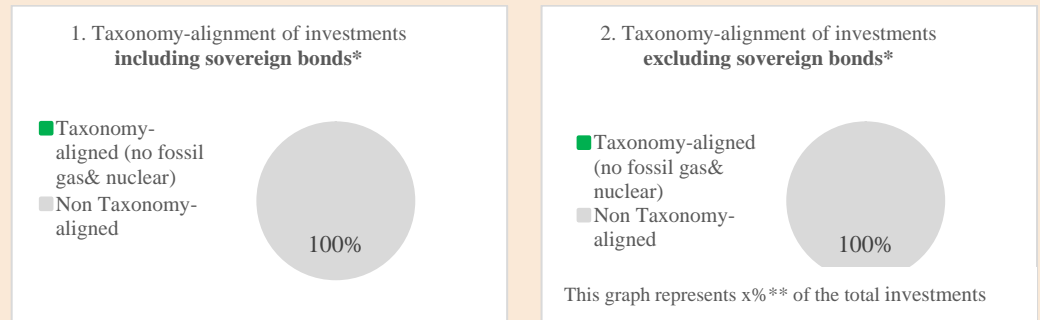 1. Taxonomy-alignment of investments
including sovereign bonds*
Taxonomy-
aligned (no fossil
gas& nuclear)
Non Taxonomy-
aligned
100%
2. Taxonomy-alignment of investments
excluding sovereign bonds*
Taxonomy-aligned
(no fossil gas&
nuclear)
Non Taxonomy-
aligned
100%
This graph represents x%** of the total investments